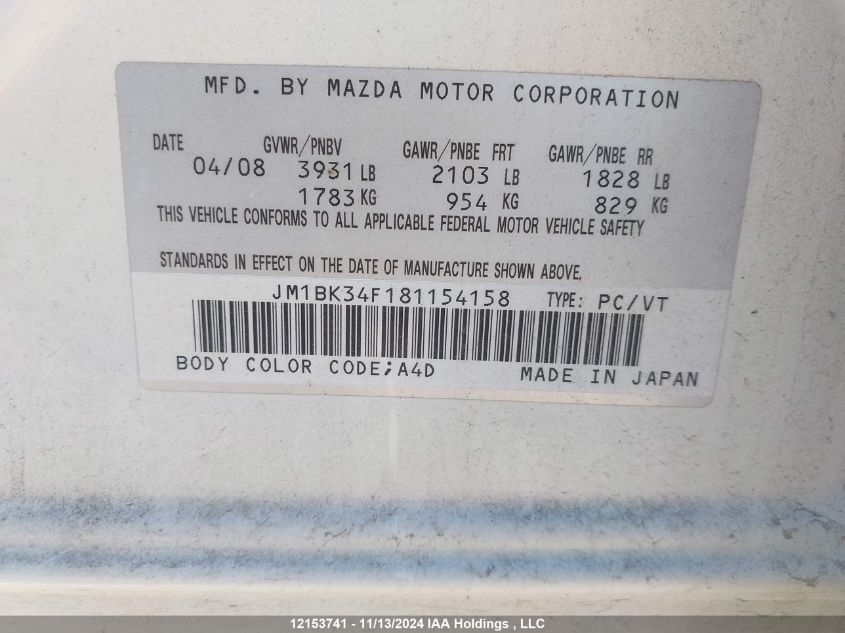 MFD. BY MAZDA MOTOR CORPORATION
DATE GVWR/PNBV GAWR/PNBE FRT GAWR/PNBE RR
04/08 3931 LB 2103 LB 1828 LB
1783 KG 954 KG 829 KG
THIS VEHICLE CONFORMS TO ALL APPLICABLE FEDERAL MOTOR VEHICLE SAFETY
STANDARDS IN EFFECT ON THE DATE OF MANUFACTURE SHOWN ABOVE.
JM1BK34F181154158 TYPE: PC/VT
BODY COLOR CODE;A4D MADE IN JAPAN
12153741 - 11/13/2024 IAA Holdings , LLC